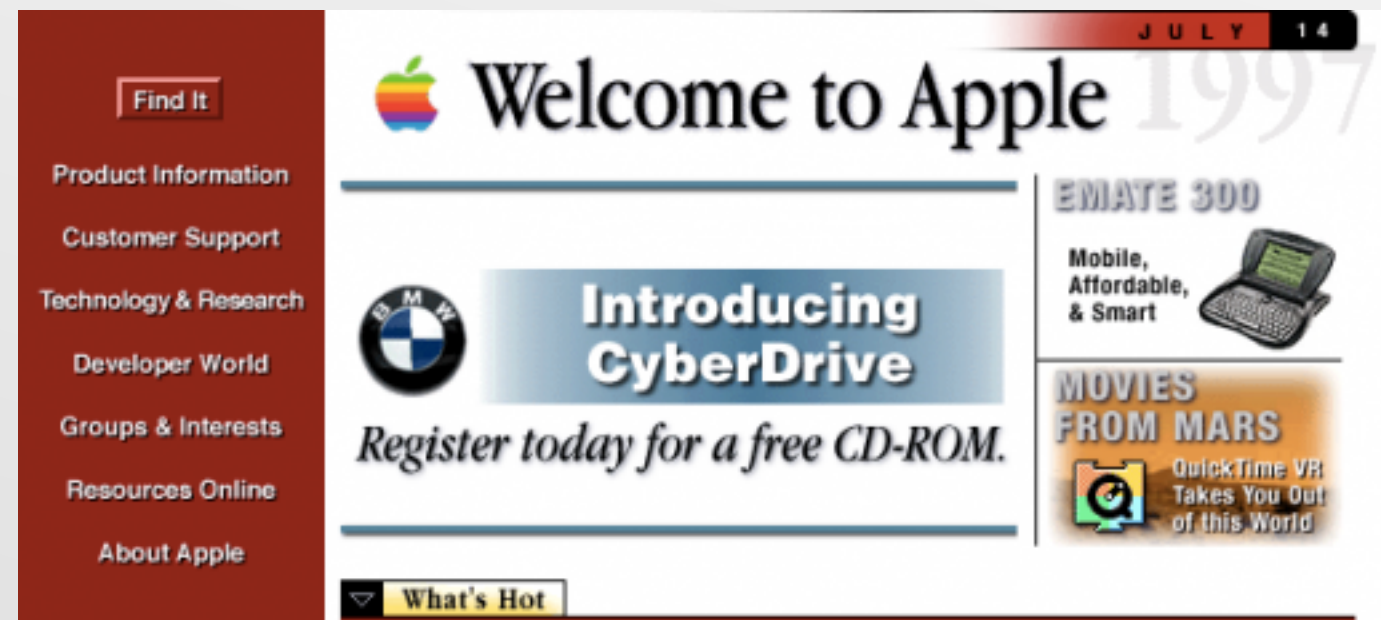 JULY 14
1997
Welcome to Apple
Find It
Product Information
Customer Support
Technology & Research
Developer World
Groups & Interests
Resources Online
About Apple
BMW
Introducing
CyberDrive
Register today for a free CD-ROM.
EMATE 300
Mobile,
Affordable,
& Smart
MOVIES
FROM MARS
QuickTime VR
Takes You Out
of this World
What's Hot